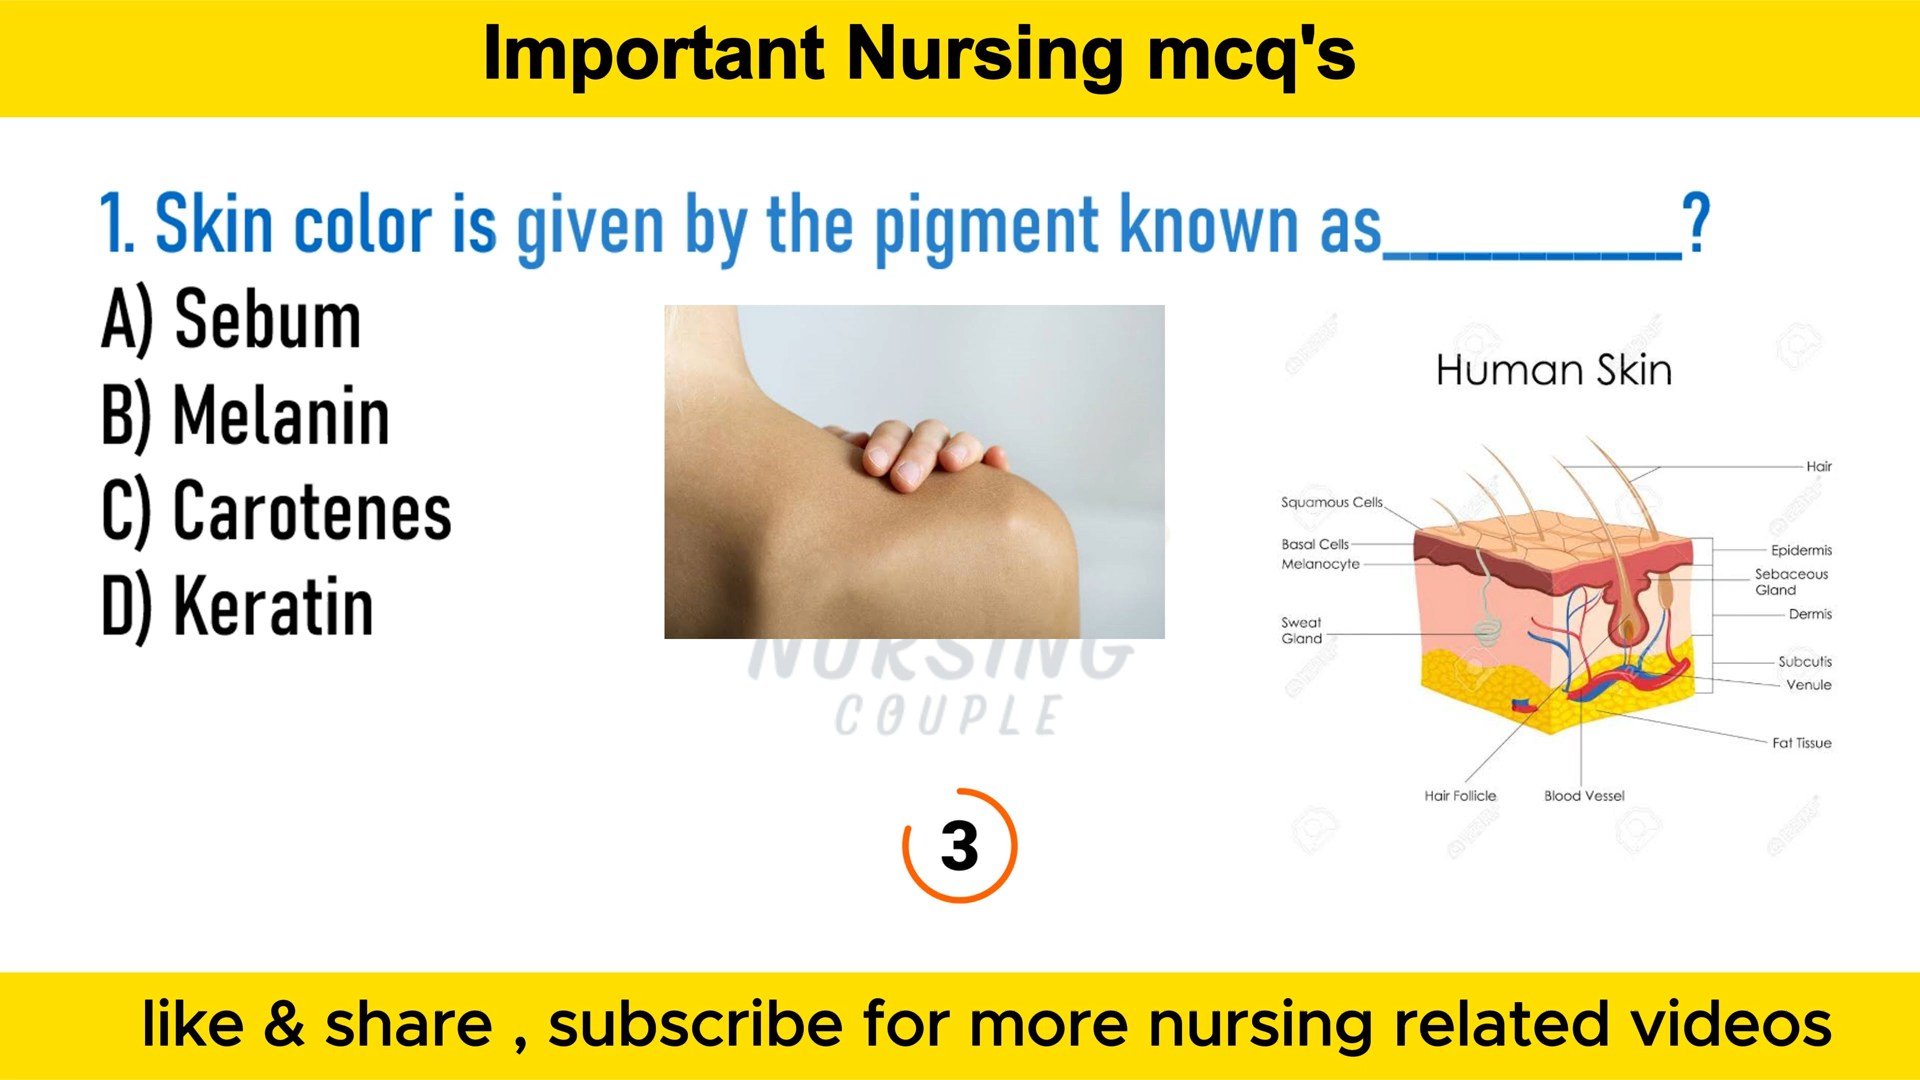 Important Nursing mcq's
1. Skin color is given by the pigment known as___________?
A) Sebum
B) Melanin
C) Carotenes
D) Keratin
NURSING
COUPLE
3
Human Skin
Hair
Squamous Cells
Basal Cells
Melanocyte
Epidermis
Sebaceous
Gland
Dermis
Sweat
Gland
Subcutis
Venule
Fat Tissue
Hair Follicle
Blood Vessel
like & share , subscribe for more nursing related videos